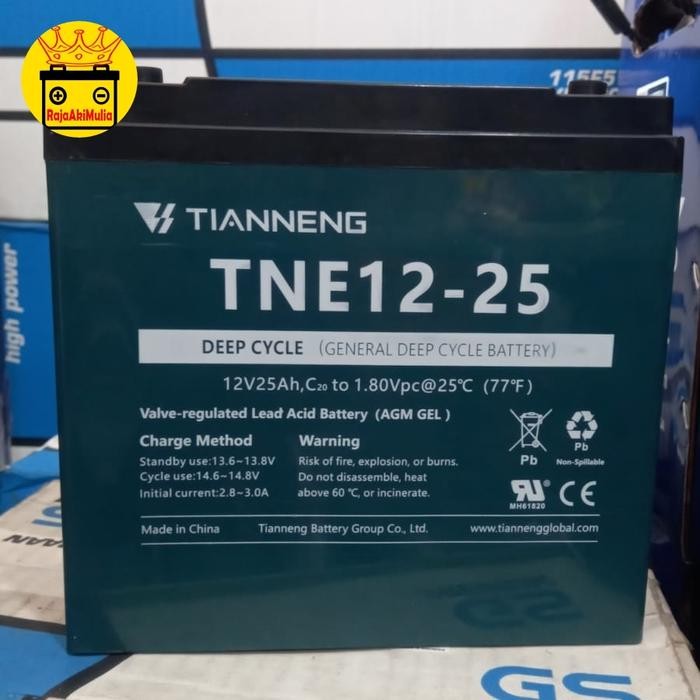 RajaAkiMulia
115F5
high power
TIANNENG
TNE12-25
DEEP CYCLE (GENERAL DEEP CYCLE BATTERY)
12V25Ah,C₂₀ to 1.80Vpc@25℃ (77℉)
Valve-regulated Lead Acid Battery (AGM GEL)
Charge Method
Standby use:13.6~13.8V
Cycle use:14.6~14.8V
Initial current:2.8~3.0A
Warning
Risk of fire, explosion, or burns.
Do not disassemble, heat
above 60 ℃, or incinerate.
Pb
Pb
Non-Spillable
MH61820
CE
Made in China
Tianneng Battery Group Co., Ltd.
www.tiannengglobal.com
GS